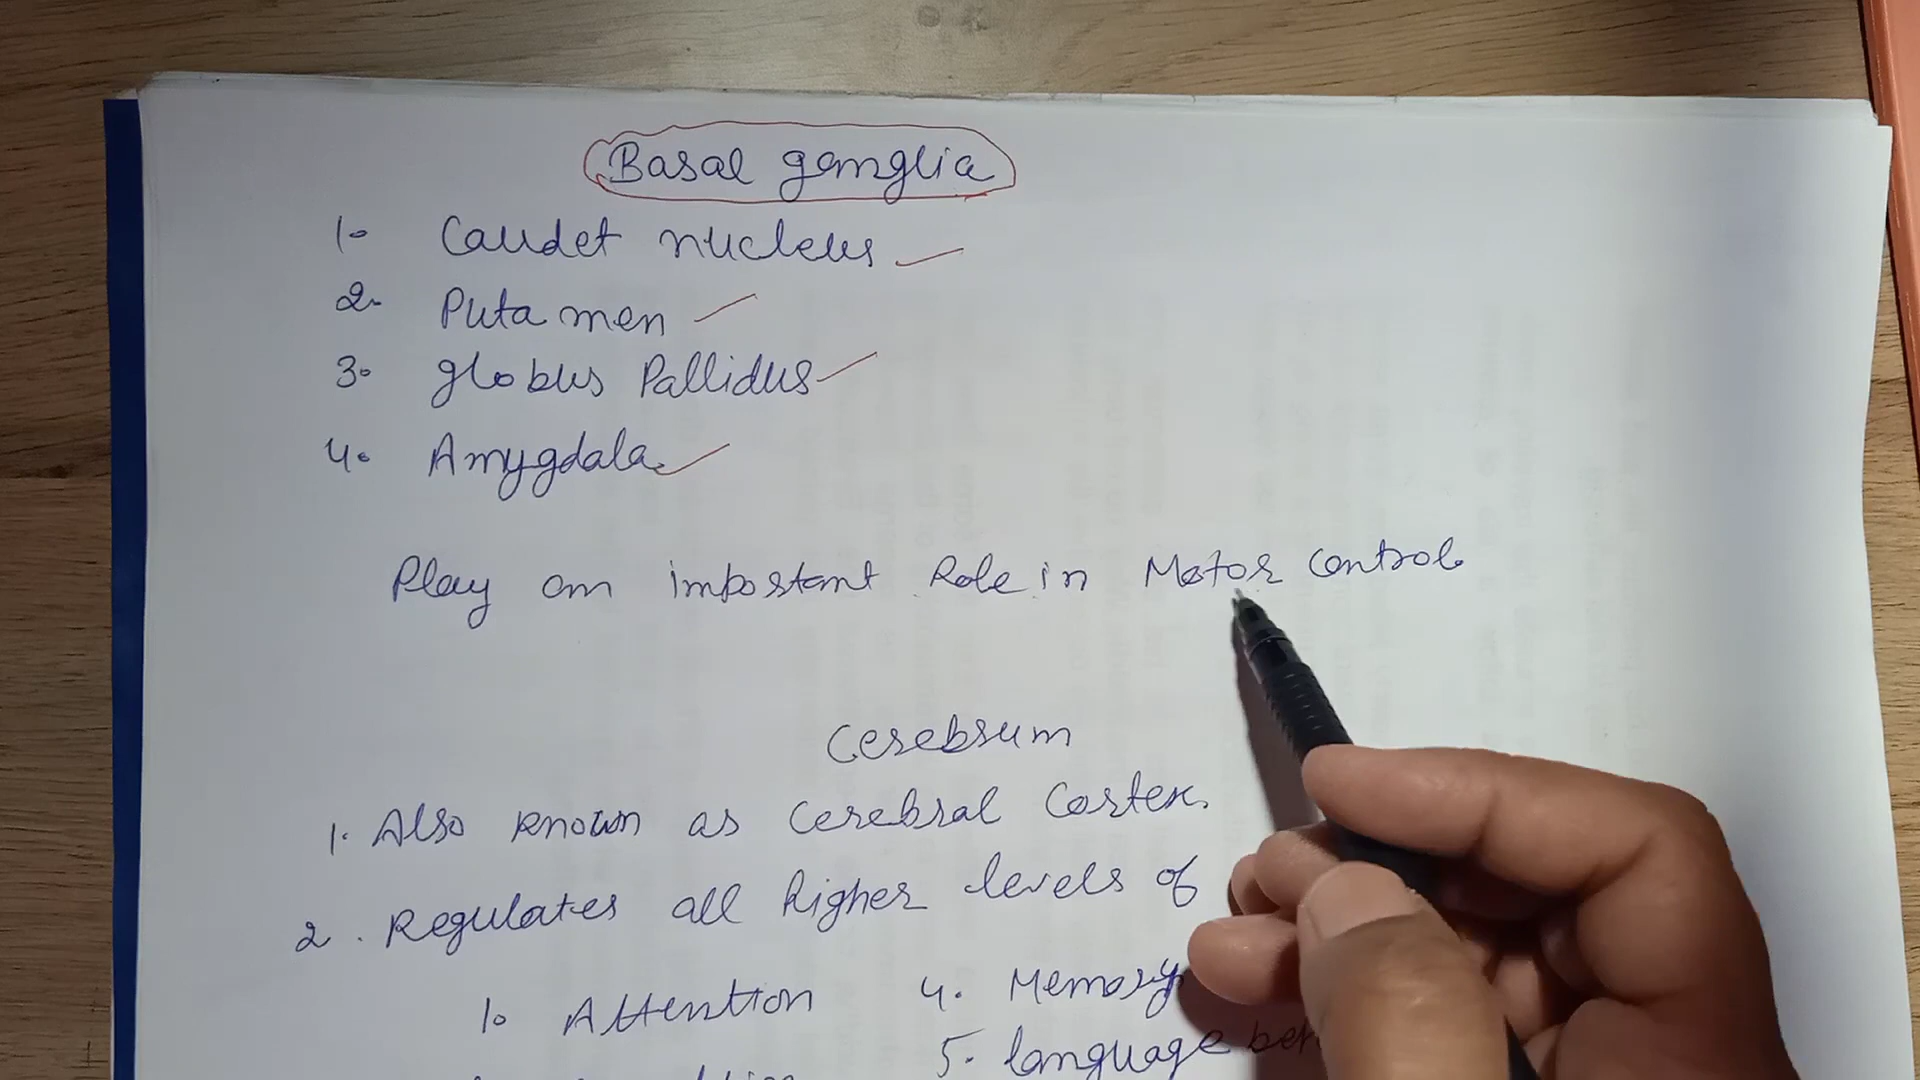 Basal ganglia
1. Caudet nucleus
2. Putamen
3. globus Pallidus
4. Amygdala
Play an important Role in Motor control
Cerebrum
1. Also known as Cerebral Cortex.
2. Regulates all higher levels of
1. Attention 4. Memory
5. language